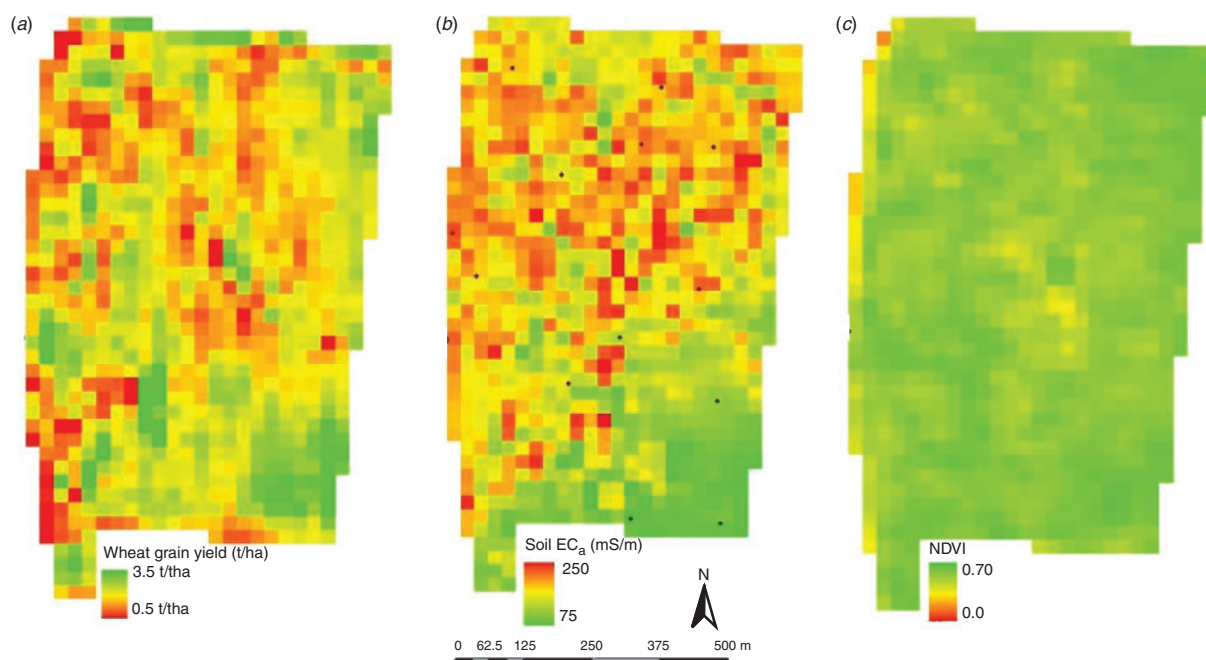 (a)
(b)
(c)
Wheat grain yield (t/ha)
3.5 t/tha
0.5 t/tha
Soil ECa (mS/m)
250
75
N
0 62.5 125 250 375 500 m
NDVI
0.70
0.0